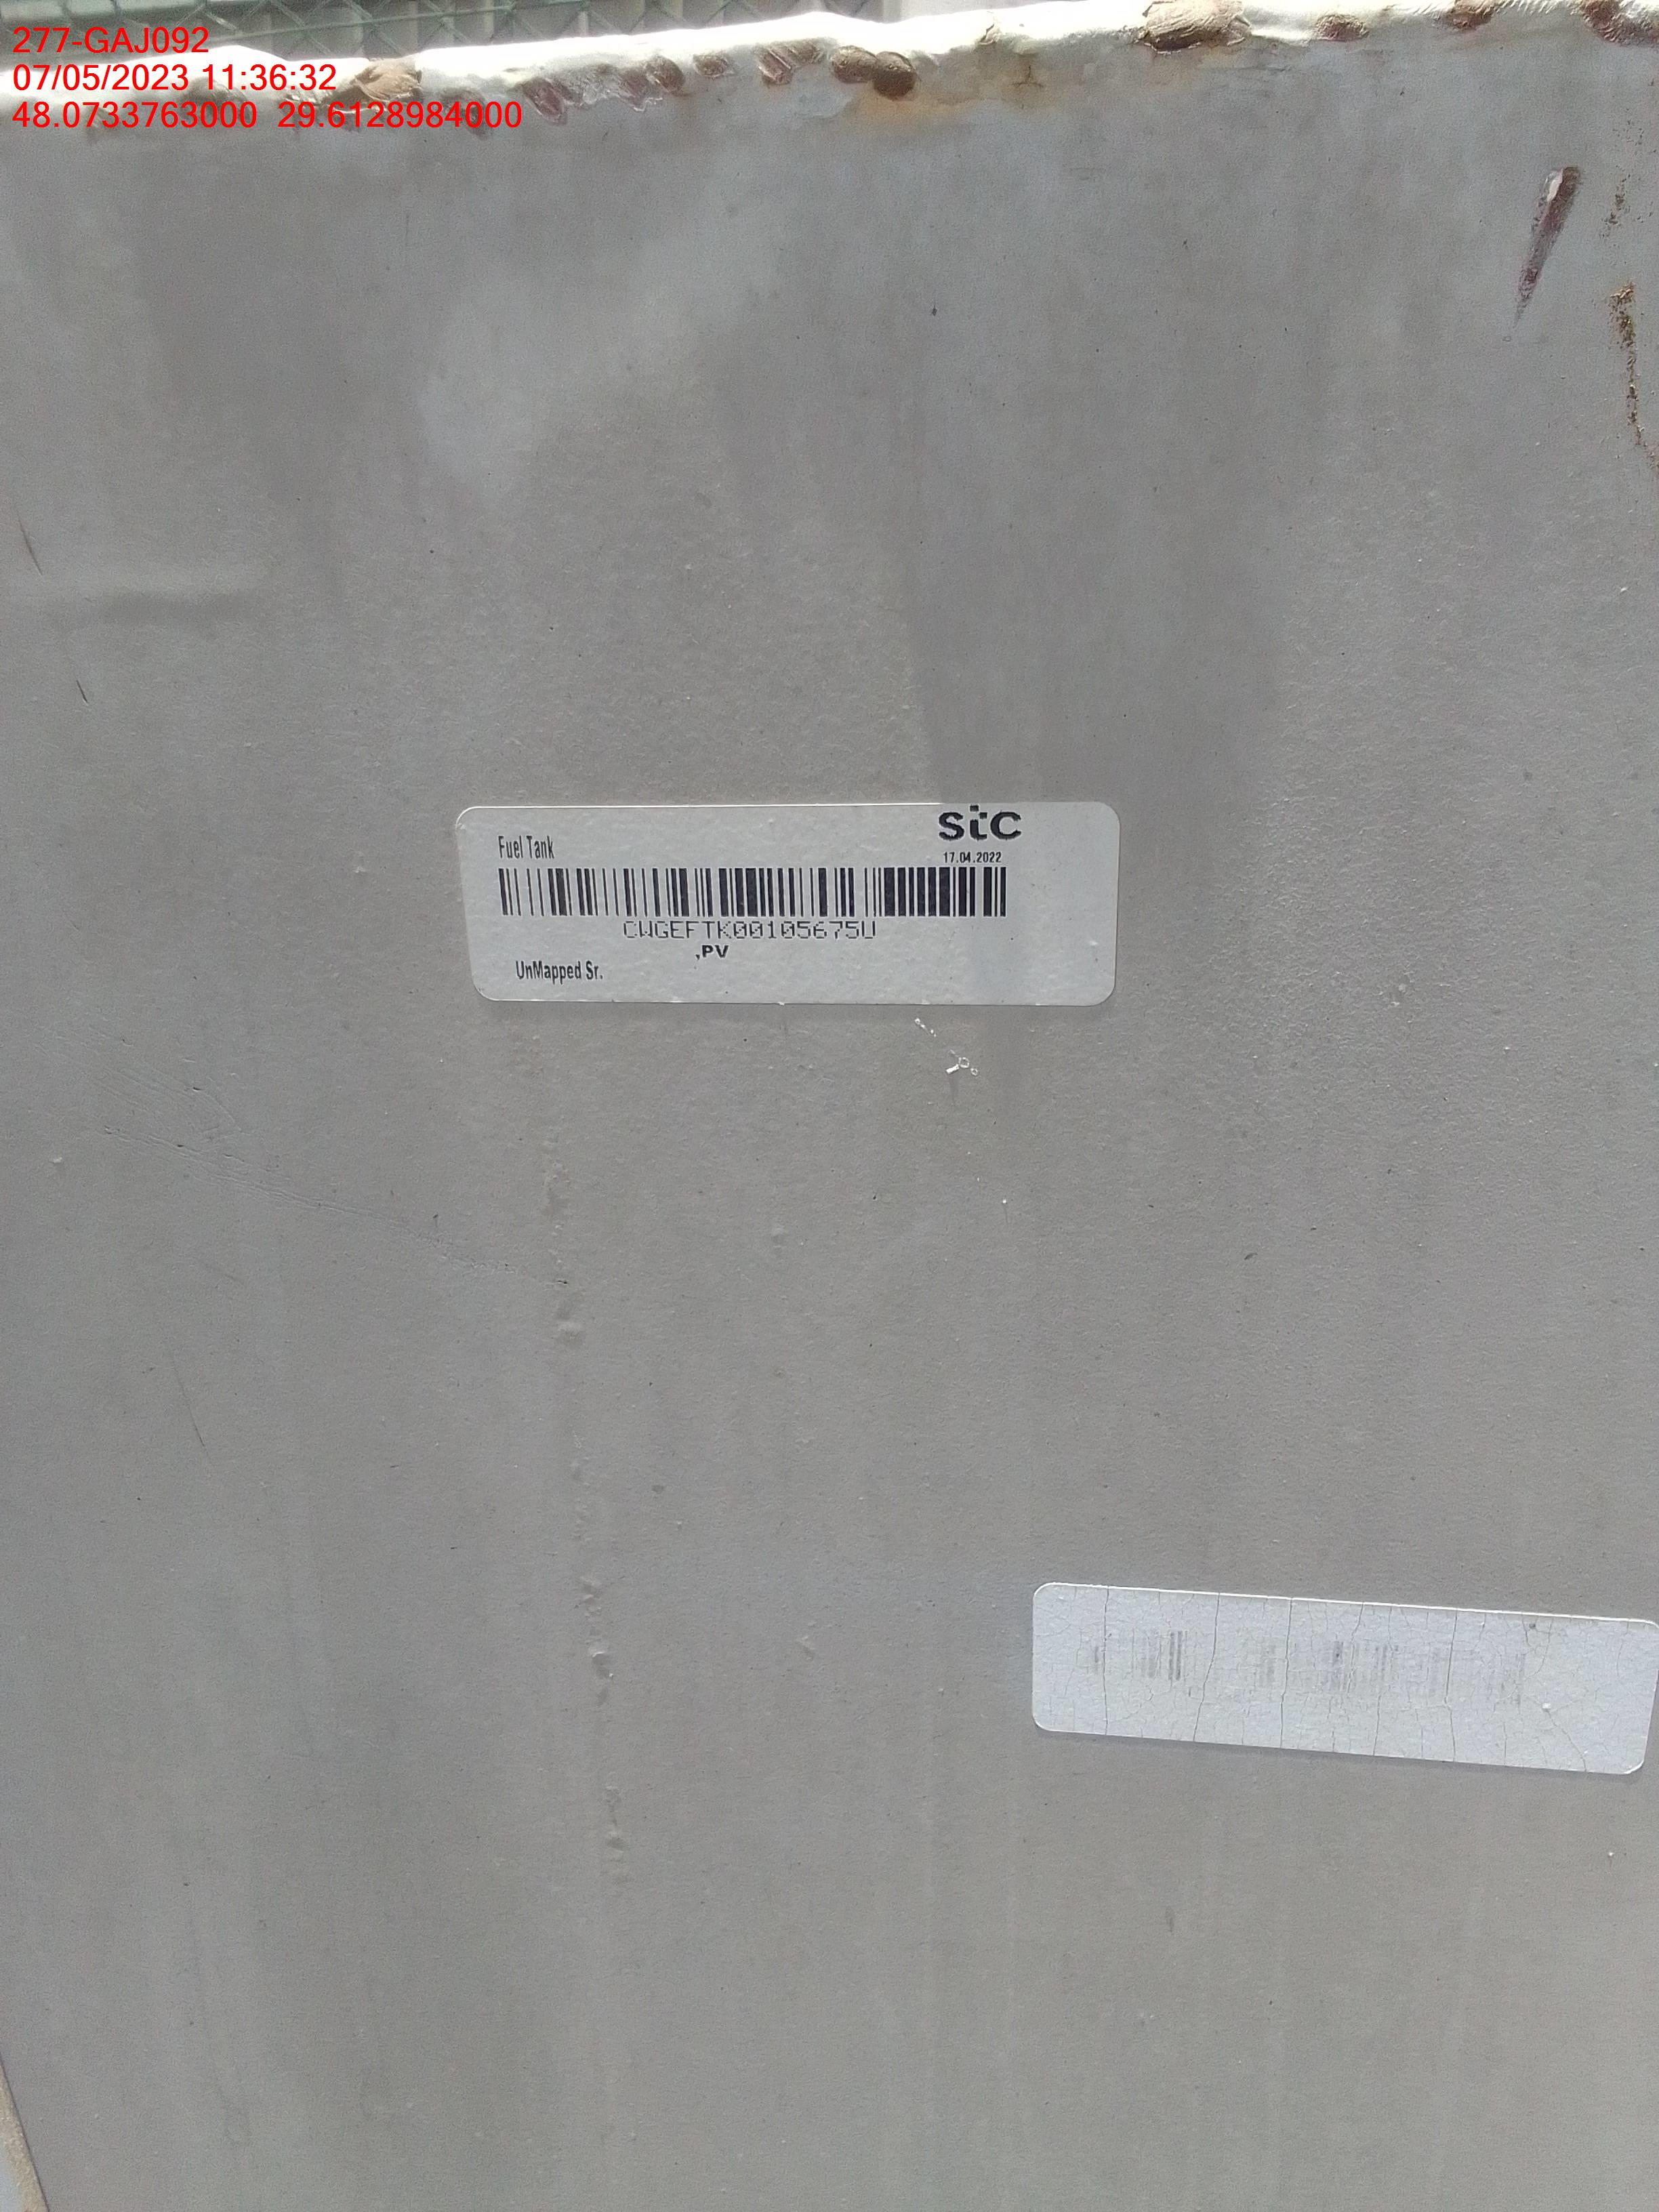 277-GAJ092
07/05/2023 11:36:32
48.0733763000 29.6128984000
stc
Fuel Tank
17.04.2022
CWGEFTK00105675U
,PV
UnMapped Sr.